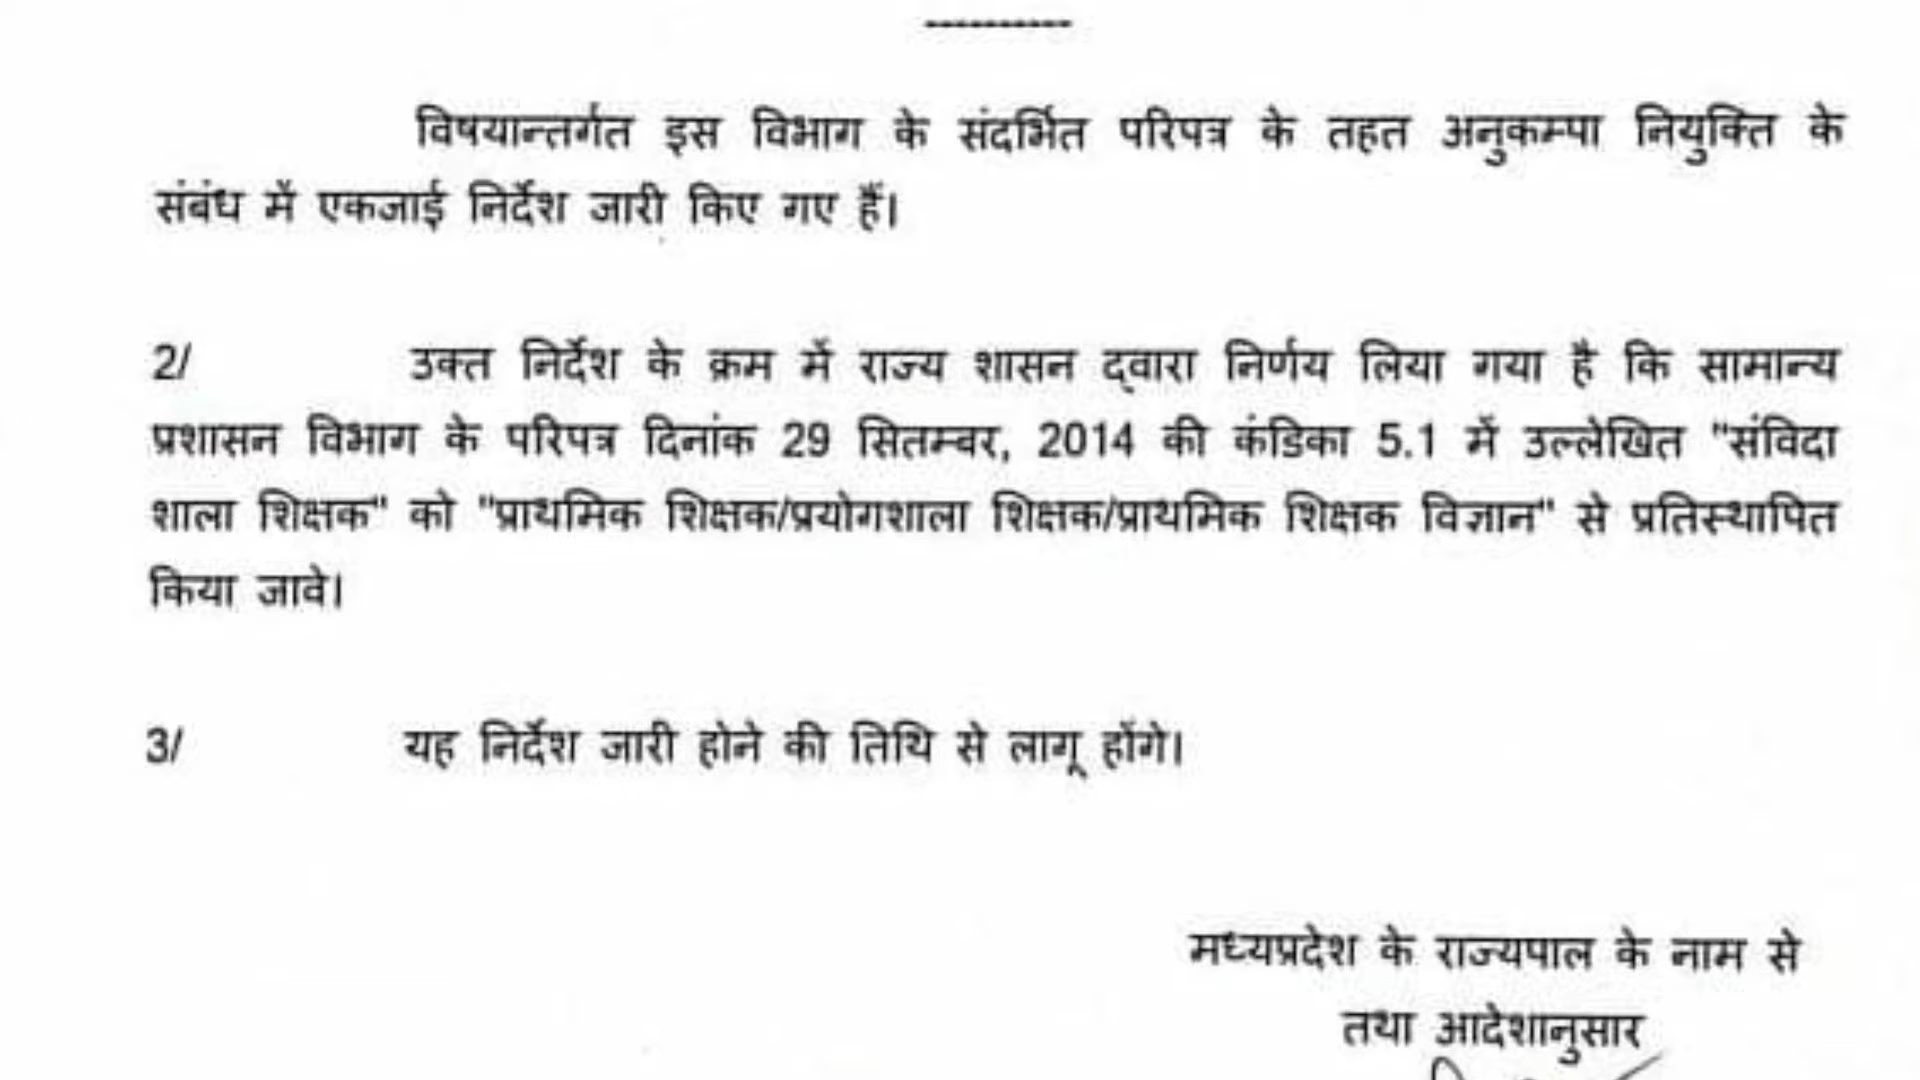 ----------
विषयान्तर्गत इस विभाग के संदर्भित परिपत्र के तहत अनुकम्पा नियुक्ति के
संबंध में एकजाई निर्देश जारी किए गए हैं।
2/ उक्त निर्देश के क्रम में राज्य शासन द्वारा निर्णय लिया गया है कि सामान्य
प्रशासन विभाग के परिपत्र दिनांक 29 सितम्बर, 2014 की कंडिका 5.1 में उल्लेखित "संविदा
शाला शिक्षक" को "प्राथमिक शिक्षक/प्रयोगशाला शिक्षक/प्राथमिक शिक्षक विज्ञान" से प्रतिस्थापित
किया जावे।
3/ यह निर्देश जारी होने की तिथि से लागू होंगे।
मध्यप्रदेश के राज्यपाल के नाम से
तथा आदेशानुसार